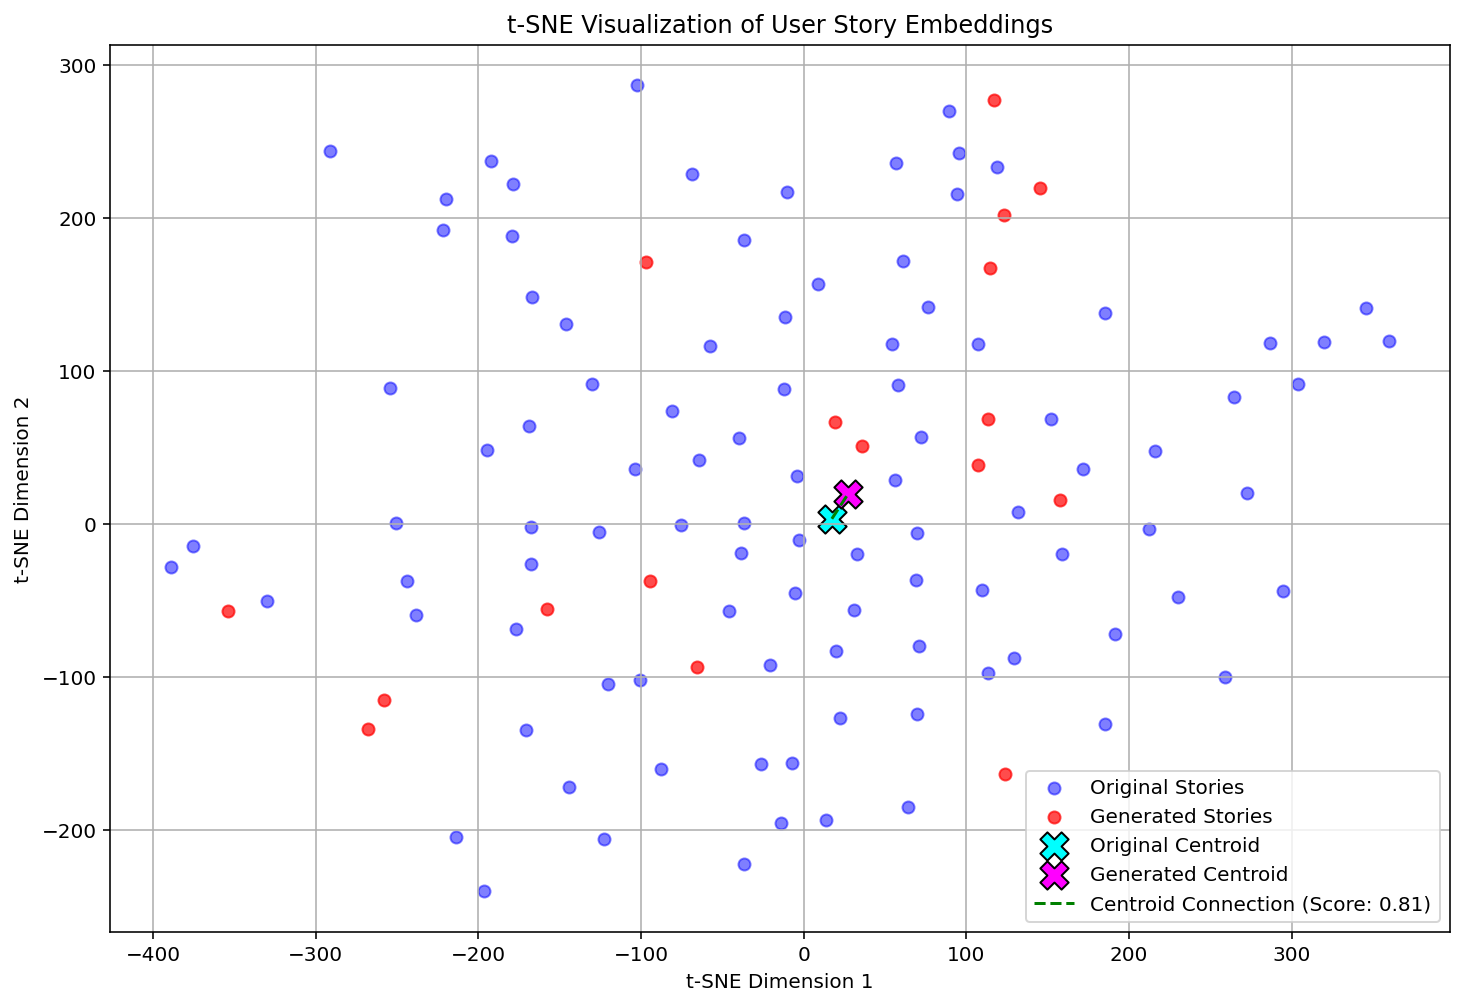 t-SNE Visualization of User Story Embeddings
300
200
100
0
−100
−200
t-SNE Dimension 2
−400
−300
−200
−100
0
100
200
300
t-SNE Dimension 1
Original Stories
Generated Stories
Original Centroid
Generated Centroid
Centroid Connection (Score: 0.81)